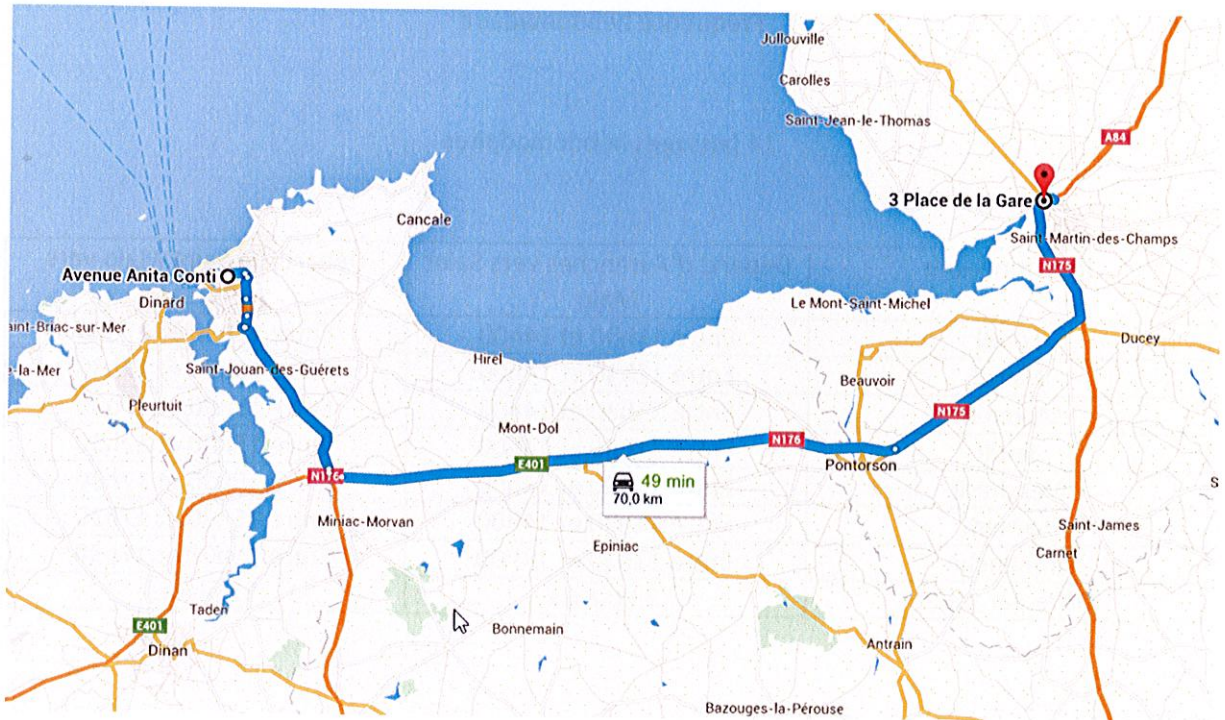 Jullouville
Carolles
Saint-Jean-le-Thomas
A84
3 Place de la Gare
Cancale
Saint-Martin-des-Champs
N175
Avenue Anita Conti
Dinard
Le Mont-Saint-Michel
aint-Briac-sur-Mer
Ducey
Hirel
e-la-Mer
Saint-Jouan-des-Guérets
Beauvoir
Pleurtuit
N175
Mont-Dol
N176
E401
Pontorson
N176
49 min
70,0 km
S
Miniac-Morvan
Saint-James
Epiniac
Carnet
Taden
E401
Bonnemain
Dinan
Antrain
Bazouges-la-Pérouse